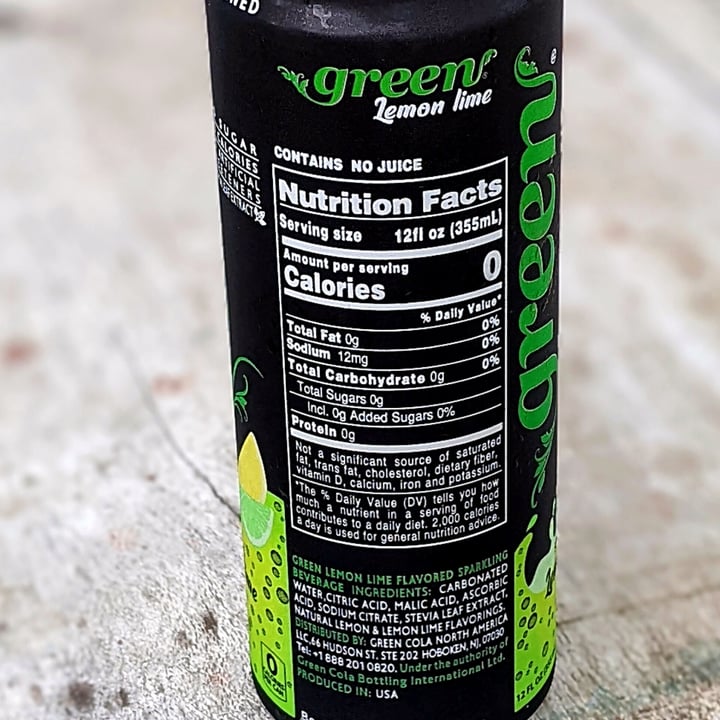 green
Lemon lime
SUGAR
CALORIES
CONTAINS NO JUICE
Nutrition Facts
Serving size 12fl oz (355mL)
Amount per serving
Calories 0
% Daily Value*
Total Fat 0g 0%
Sodium 12mg 0%
Total Carbohydrate 0g 0%
Total Sugars 0g
Incl. 0g Added Sugars 0%
Protein 0g
Not a significant source of saturated
fat, trans fat, cholesterol, dietary fiber,
vitamin D, calcium, iron and potassium.
*The % Daily Value (DV) tells you how
much a nutrient in a serving of food
contributes to a daily diet. 2,000 calories
a day is used for general nutrition advice.
GREEN LEMON LIME FLAVORED SPARKLING
BEVERAGE INGREDIENTS: CARBONATED
WATER, CITRIC ACID, MALIC ACID, ASCORBIC
ACID, SODIUM CITRATE, STEVIA LEAF EXTRACT,
NATURAL LEMON & LEMON LIME FLAVORINGS.
DISTRIBUTED BY: GREEN COLA NORTH AMERICA
LLC, 66 HUDSON ST. STE 202 HOBOKEN, NJ, 07030
Tel: +1 888 201 0820. Under the authority of
Green Cola Bottling International Ltd.
PRODUCED IN: USA
green
0